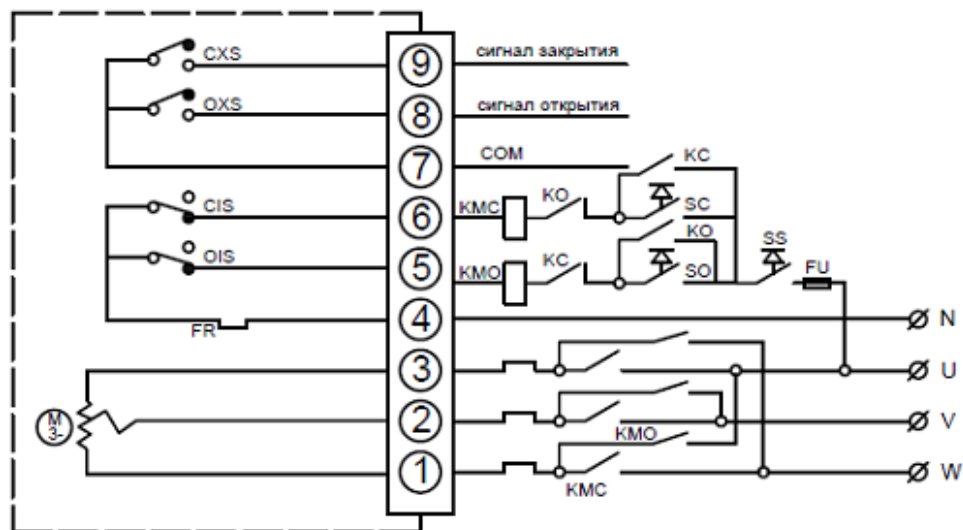 CXS
9
сигнал закрытия
OXS
8
сигнал открытия
7
COM
KC
CIS
6
KMC
KO
SC
KO
OIS
5
KMO
KC
SO
SS
FU
FR
4
N
3
U
M
3-
2
V
KMO
1
KMC
W